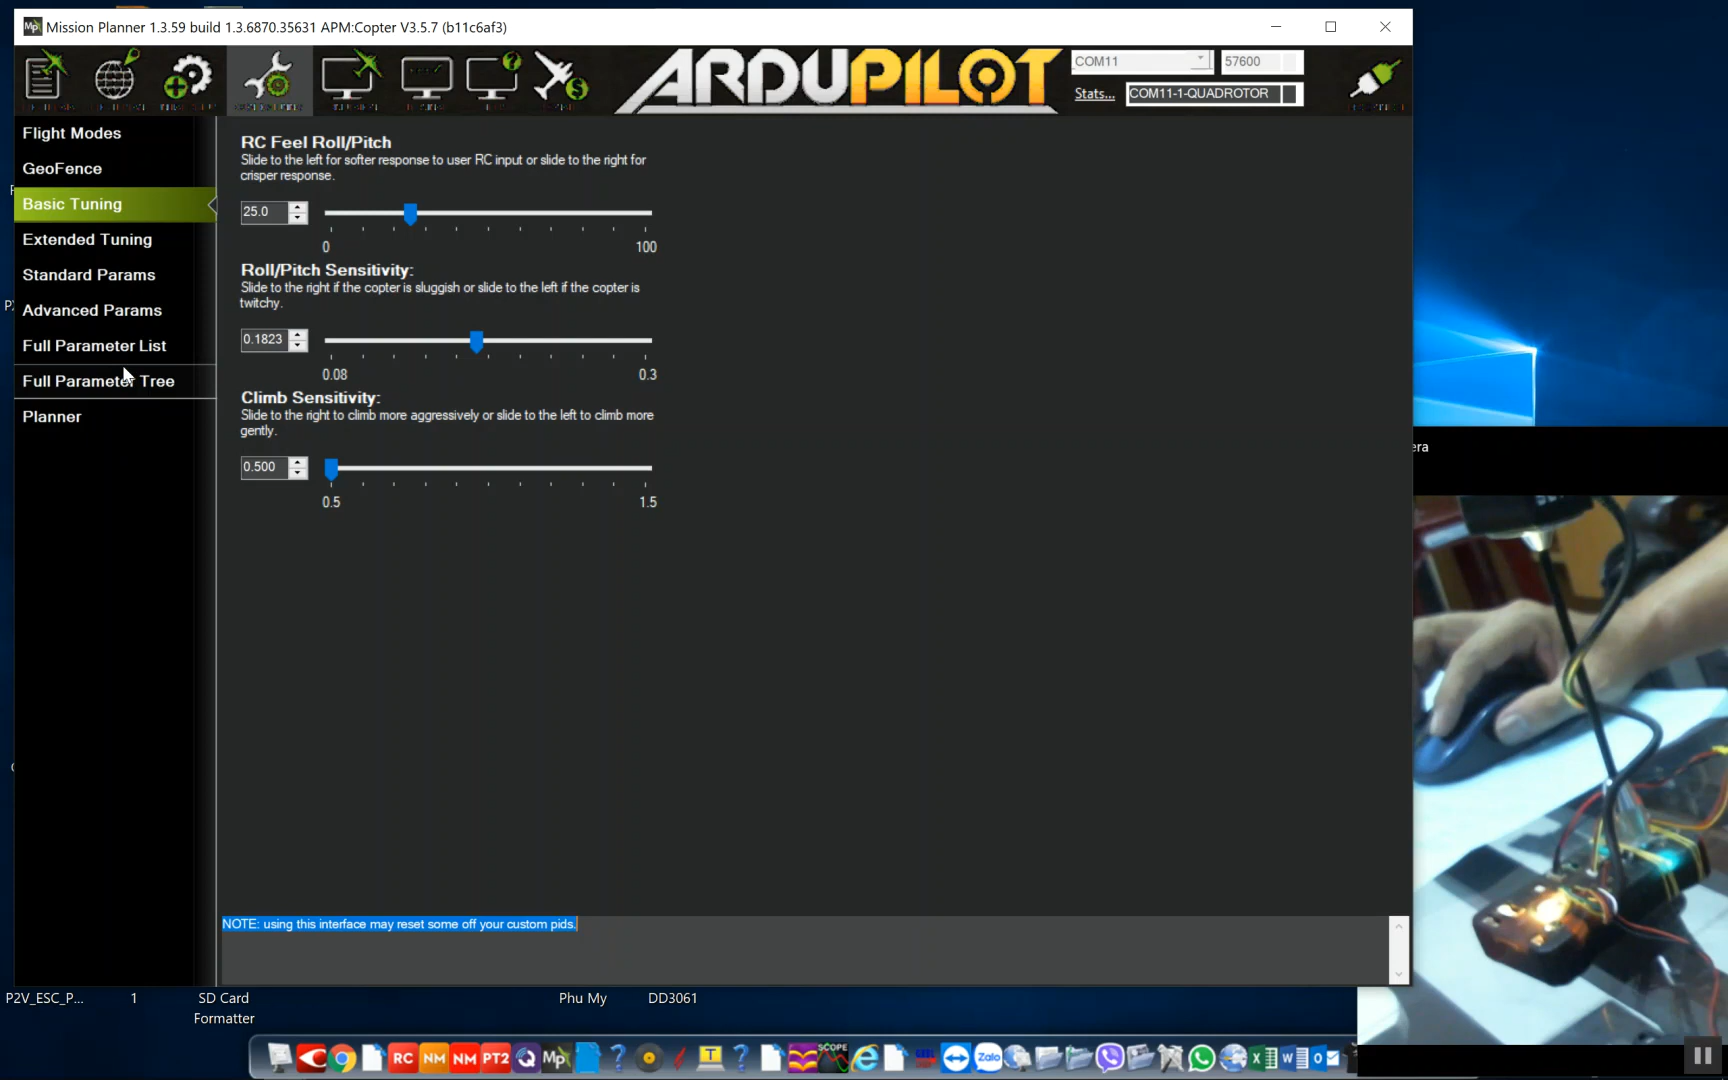 Mission Planner 1.3.59 build 1.3.6870.35631 APM:Copter V3.5.7 (b11c6af3)
ARDUPILOT
COM11
57600
Stats...
COM11-1-QUADROTOR
Flight Modes
GeoFence
Basic Tuning
Extended Tuning
Standard Params
Advanced Params
Full Parameter List
Full Parameter Tree
Planner
RC Feel Roll/Pitch
Slide to the left for softer response to user RC input or slide to the right for
crisper response.
25.0
0
100
Roll/Pitch Sensitivity:
Slide to the right if the copter is sluggish or slide to the left if the copter is
twitchy.
0.1823
0.08
0.3
Climb Sensitivity:
Slide to the right to climb more aggressively or slide to the left to climb more
gently.
0.500
0.5
1.5
NOTE: using this interface may reset some off your custom pids.
era
P2V_ESC_P...
1
SD Card
Formatter
Phu My
DD3061
RC
NM
NM
PT2
Mp
T
SCOPE
Zalo